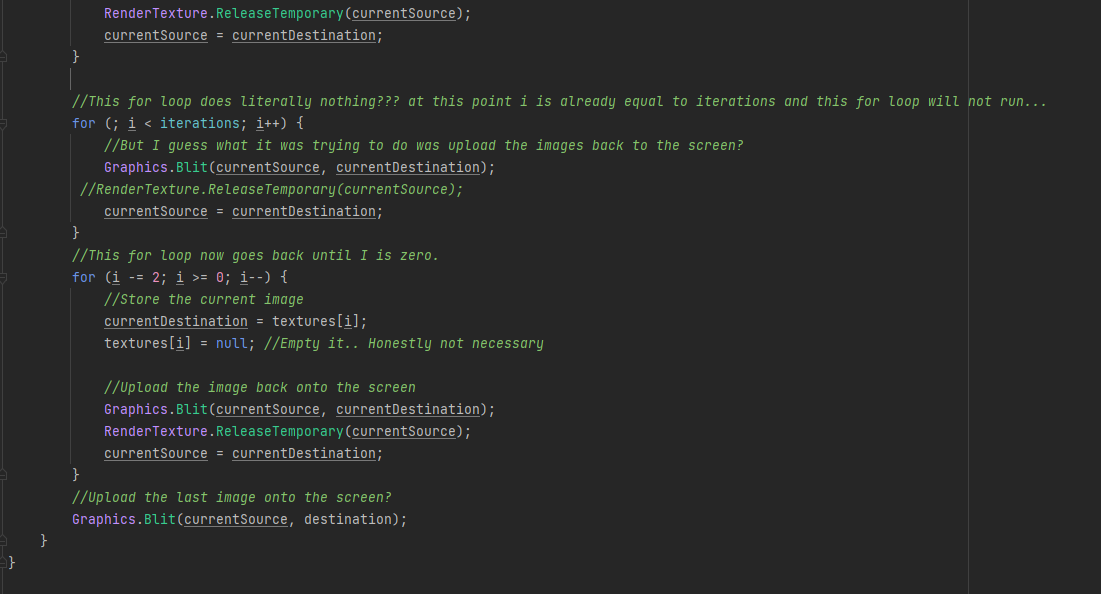 RenderTexture.ReleaseTemporary(currentSource);
currentSource = currentDestination;
}
//This for loop does literally nothing??? at this point i is already equal to iterations and this for loop will not run...
for (; i < iterations; i++) {
//But I guess what it was trying to do was upload the images back to the screen?
Graphics.Blit(currentSource, currentDestination);
//RenderTexture.ReleaseTemporary(currentSource);
currentSource = currentDestination;
}
//This for loop now goes back until I is zero.
for (i -= 2; i >= 0; i--) {
//Store the current image
currentDestination = textures[i];
textures[i] = null; //Empty it.. Honestly not necessary
//Upload the image back onto the screen
Graphics.Blit(currentSource, currentDestination);
RenderTexture.ReleaseTemporary(currentSource);
currentSource = currentDestination;
}
//Upload the last image onto the screen?
Graphics.Blit(currentSource, destination);
}
}